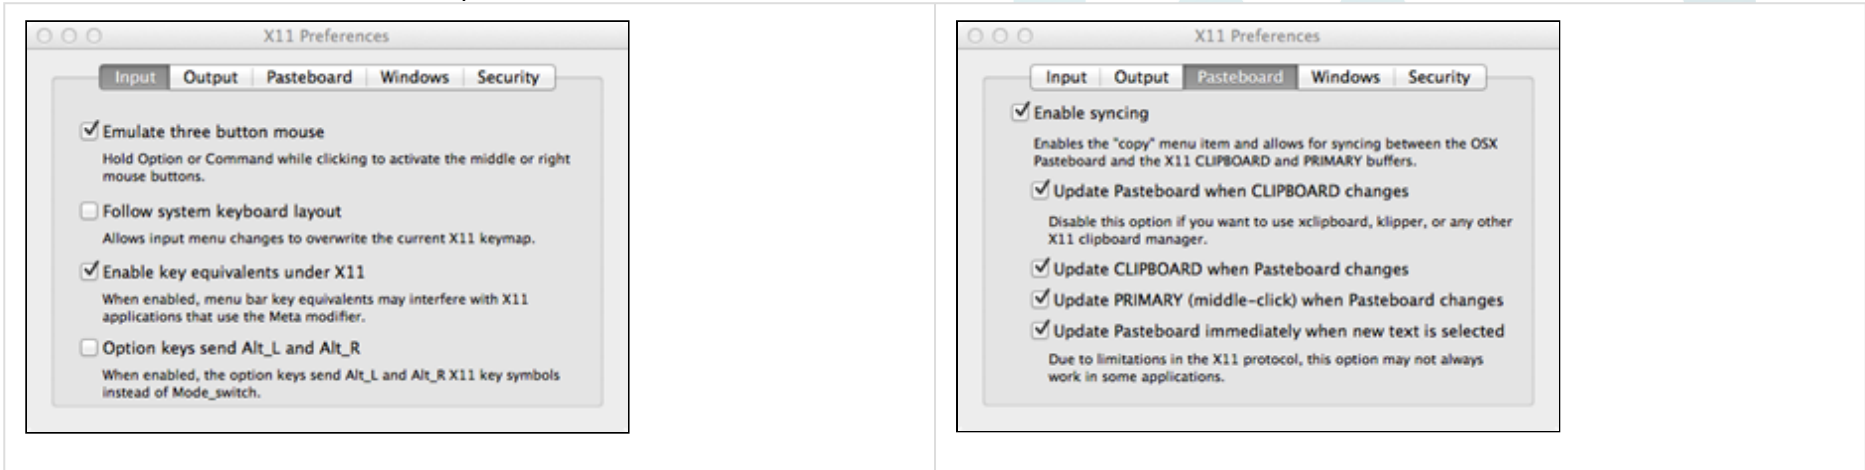 X11 Preferences
Input Output Pasteboard Windows Security
Emulate three button mouse
Hold Option or Command while clicking to activate the middle or right
mouse buttons.
Follow system keyboard layout
Allows input menu changes to overwrite the current X11 keymap.
Enable key equivalents under X11
When enabled, menu bar key equivalents may interfere with X11
applications that use the Meta modifier.
Option keys send Alt_L and Alt_R
When enabled, the option keys send Alt_L and Alt_R X11 key symbols
instead of Mode_switch.
X11 Preferences
Input Output Pasteboard Windows Security
Enable syncing
Enables the "copy" menu item and allows for syncing between the OSX
Pasteboard and the X11 CLIPBOARD and PRIMARY buffers.
Update Pasteboard when CLIPBOARD changes
Disable this option if you want to use xclipboard, klipper, or any other
X11 clipboard manager.
Update CLIPBOARD when Pasteboard changes
Update PRIMARY (middle-click) when Pasteboard changes
Update Pasteboard immediately when new text is selected
Due to limitations in the X11 protocol, this option may not always
work in some applications.